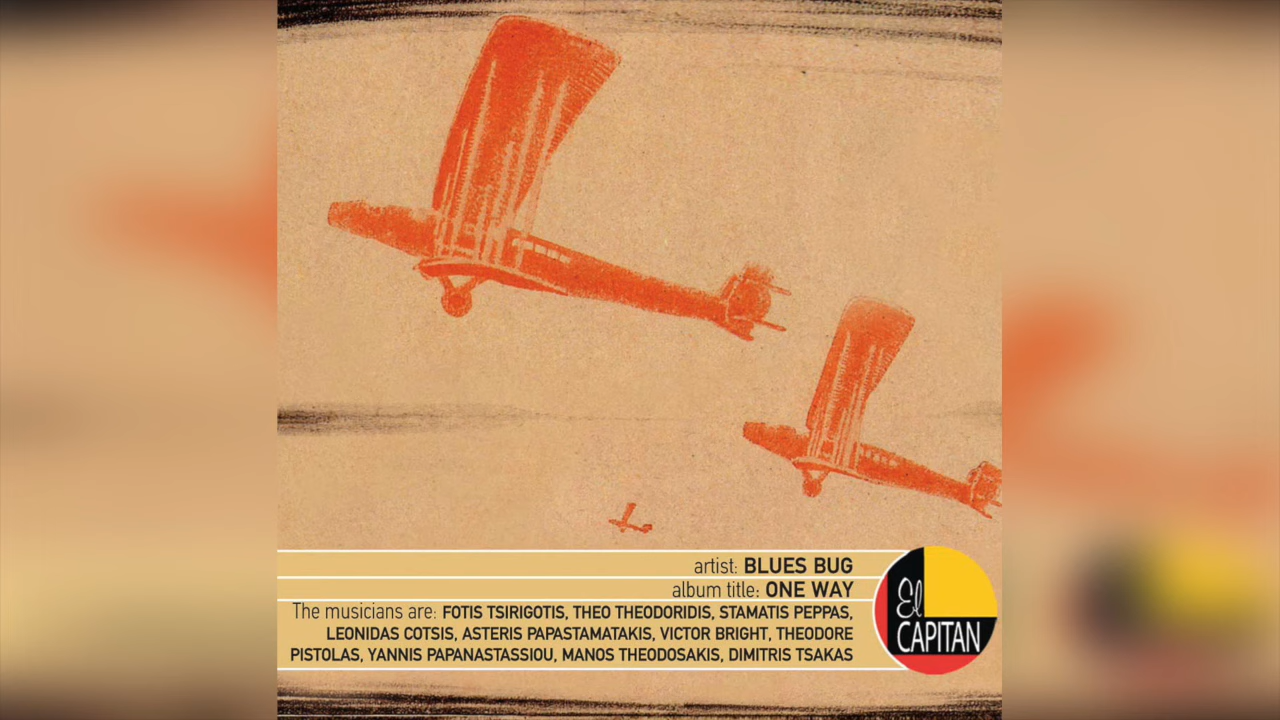 artist: BLUES BUG
album title: ONE WAY
The musicians are: FOTIS TSIRIGOTIS, THEO THEODORIDIS, STAMATIS PEPPAS,
LEONIDAS COTSIS, ASTERIS PAPASTAMATAKIS, VICTOR BRIGHT, THEODORE
PISTOLAS, YANNIS PAPANASTASSIOU, MANOS THEODOSAKIS, DIMITRIS TSAKAS
El
CAPITAN